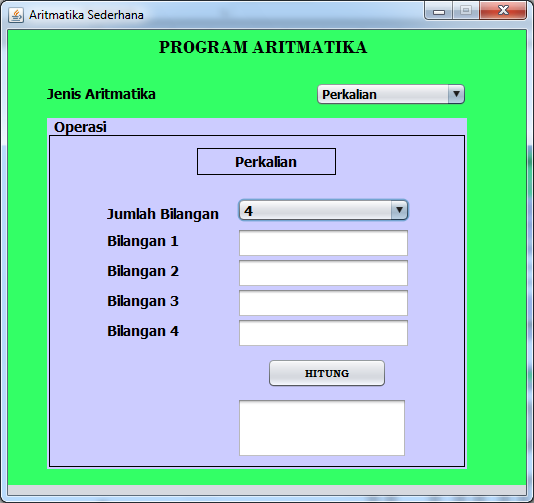 Aritmatika Sederhana
PROGRAM ARITMATIKA
Jenis Aritmatika Perkalian
Operasi
Perkalian
Jumlah Bilangan 4
Bilangan 1
Bilangan 2
Bilangan 3
Bilangan 4
HITUNG